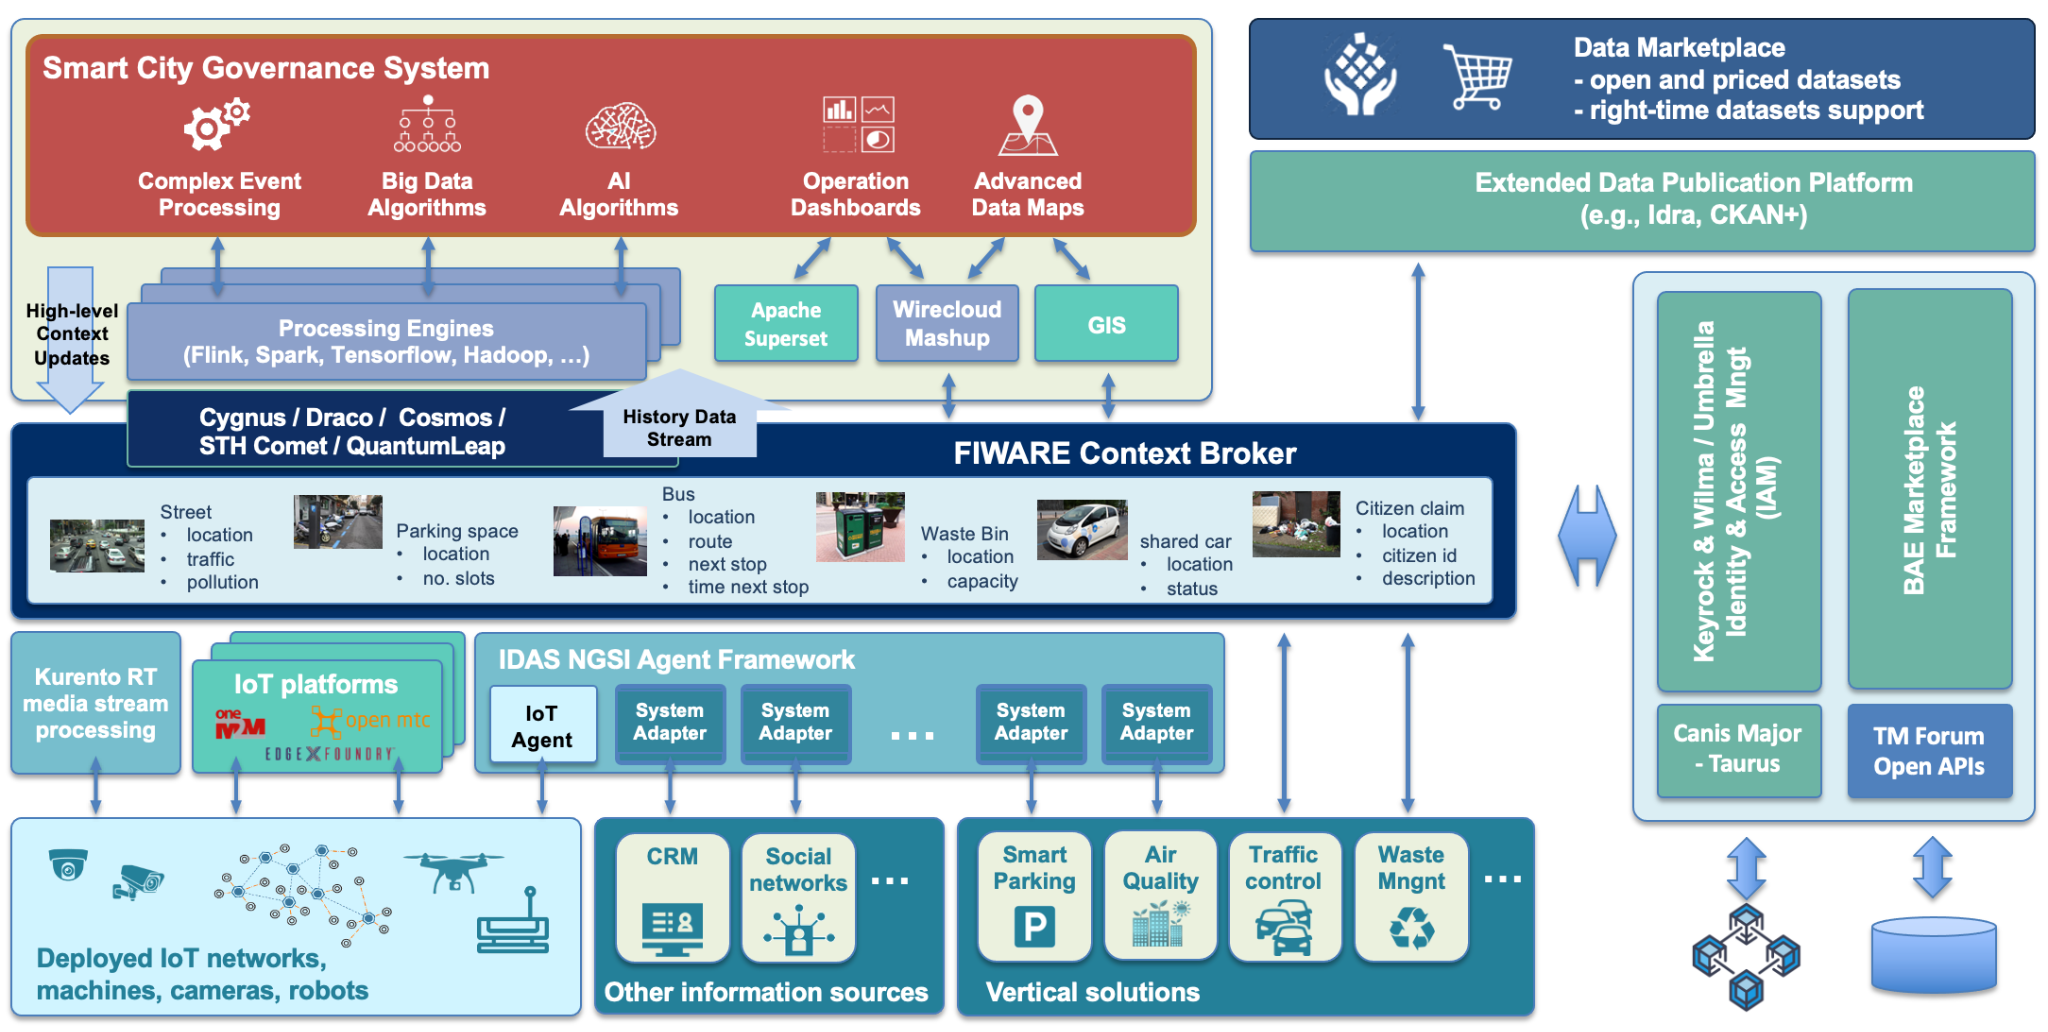 Smart City Governance System
Complex Event
Processing
Big Data
Algorithms
AI
Algorithms
Operation
Dashboards
Advanced
Data Maps
High-level
Context
Updates
Processing Engines
(Flink, Spark, Tensorflow, Hadoop, ...)
Apache
Superset
Wirecloud
Mashup
GIS
Cygnus / Draco / Cosmos /
STH Comet / QuantumLeap
History Data
Stream
FIWARE Context Broker
Street
• location
• traffic
• pollution
Parking space
• location
• no. slots
Bus
• location
• route
• next stop
• time next stop
Waste Bin
• location
• capacity
shared car
• location
• status
Citizen claim
• location
• citizen id
• description
Kurento RT
media stream
processing
IoT platforms
one
M2M
open mtc
EDGE X FOUNDRY
IDAS NGSI Agent Framework
IoT
Agent
System
Adapter
System
Adapter
...
System
Adapter
System
Adapter
Deployed IoT networks,
machines, cameras, robots
CRM
Social
networks
...
Other information sources
Smart
Parking
P
Air
Quality
Traffic
control
Waste
Mngnt
...
Vertical solutions
Data Marketplace
- open and priced datasets
- right-time datasets support
Extended Data Publication Platform
(e.g., Idra, CKAN+)
Keyrock & Wilma / Umbrella
Identity & Access Mngt
(IAM)
BAE Marketplace
Framework
Canis Major
- Taurus
TM Forum
Open APIs